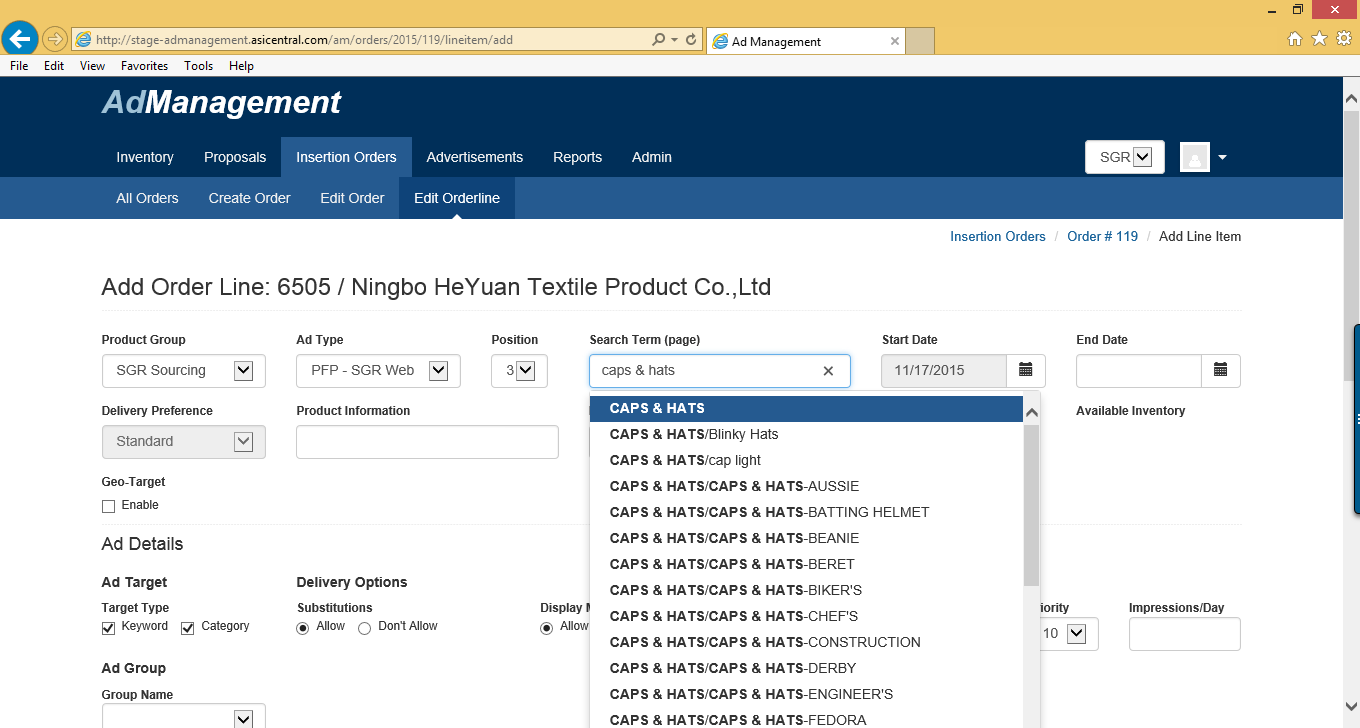 http://stage-admanagement.asicentral.com/am/orders/2015/119/lineitem/add
Ad Management
File Edit View Favorites Tools Help
AdManagement
Inventory Proposals Insertion Orders Advertisements Reports Admin SGR
All Orders Create Order Edit Order Edit Orderline
Insertion Orders / Order # 119 / Add Line Item
Add Order Line: 6505 / Ningbo HeYuan Textile Product Co.,Ltd
Product Group Ad Type Position Search Term (page) Start Date End Date
SGR Sourcing PFP - SGR Web 3 caps & hats 11/17/2015
Delivery Preference Product Information Available Inventory
Standard
Geo-Target
Enable
CAPS & HATS
CAPS & HATS/Blinky Hats
CAPS & HATS/cap light
CAPS & HATS/CAPS & HATS-AUSSIE
CAPS & HATS/CAPS & HATS-BATTING HELMET
CAPS & HATS/CAPS & HATS-BEANIE
CAPS & HATS/CAPS & HATS-BERET
CAPS & HATS/CAPS & HATS-BIKER'S
CAPS & HATS/CAPS & HATS-CHEF'S
CAPS & HATS/CAPS & HATS-CONSTRUCTION
CAPS & HATS/CAPS & HATS-DERBY
CAPS & HATS/CAPS & HATS-ENGINEER'S
CAPS & HATS/CAPS & HATS-FEDORA
Ad Details
Ad Target Delivery Options
Target Type Substitutions Display Impressions/Day
Keyword Category Allow Don't Allow Allow 10
Ad Group
Group Name